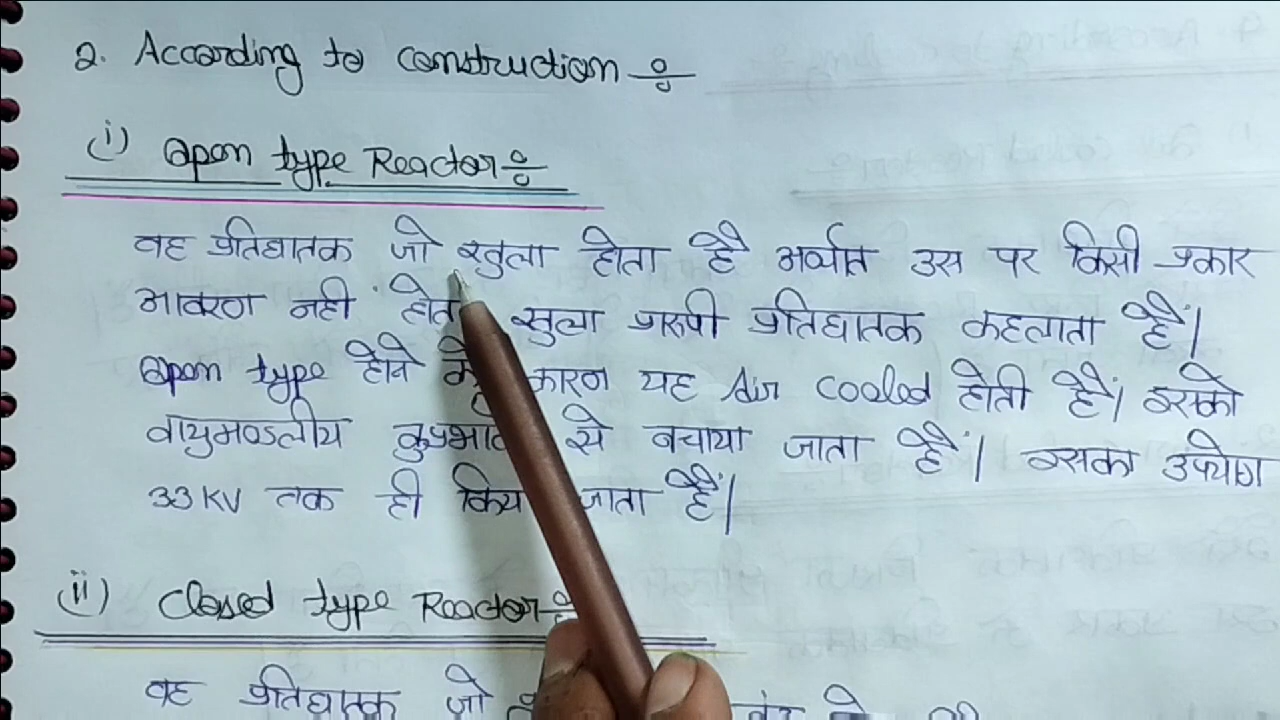 2. According to construction ÷
(i) Open type Reactor ÷
वह प्रतिघातक जो खुला होता है अर्थात उस पर किसी प्रकार
आवरण नही होता खुला प्ररुपी प्रतिघातक कहलाता हैं।
Open type होने के कारण यह Air cooled होती हैं। इसको
वायुमण्डलीय कुप्रभाव से बचाया जाता हैं। इसका उपयोग
33 KV तक ही किया जाता हैं।
(ii) Closed type Reactor ÷
वह प्रतिघातक जो